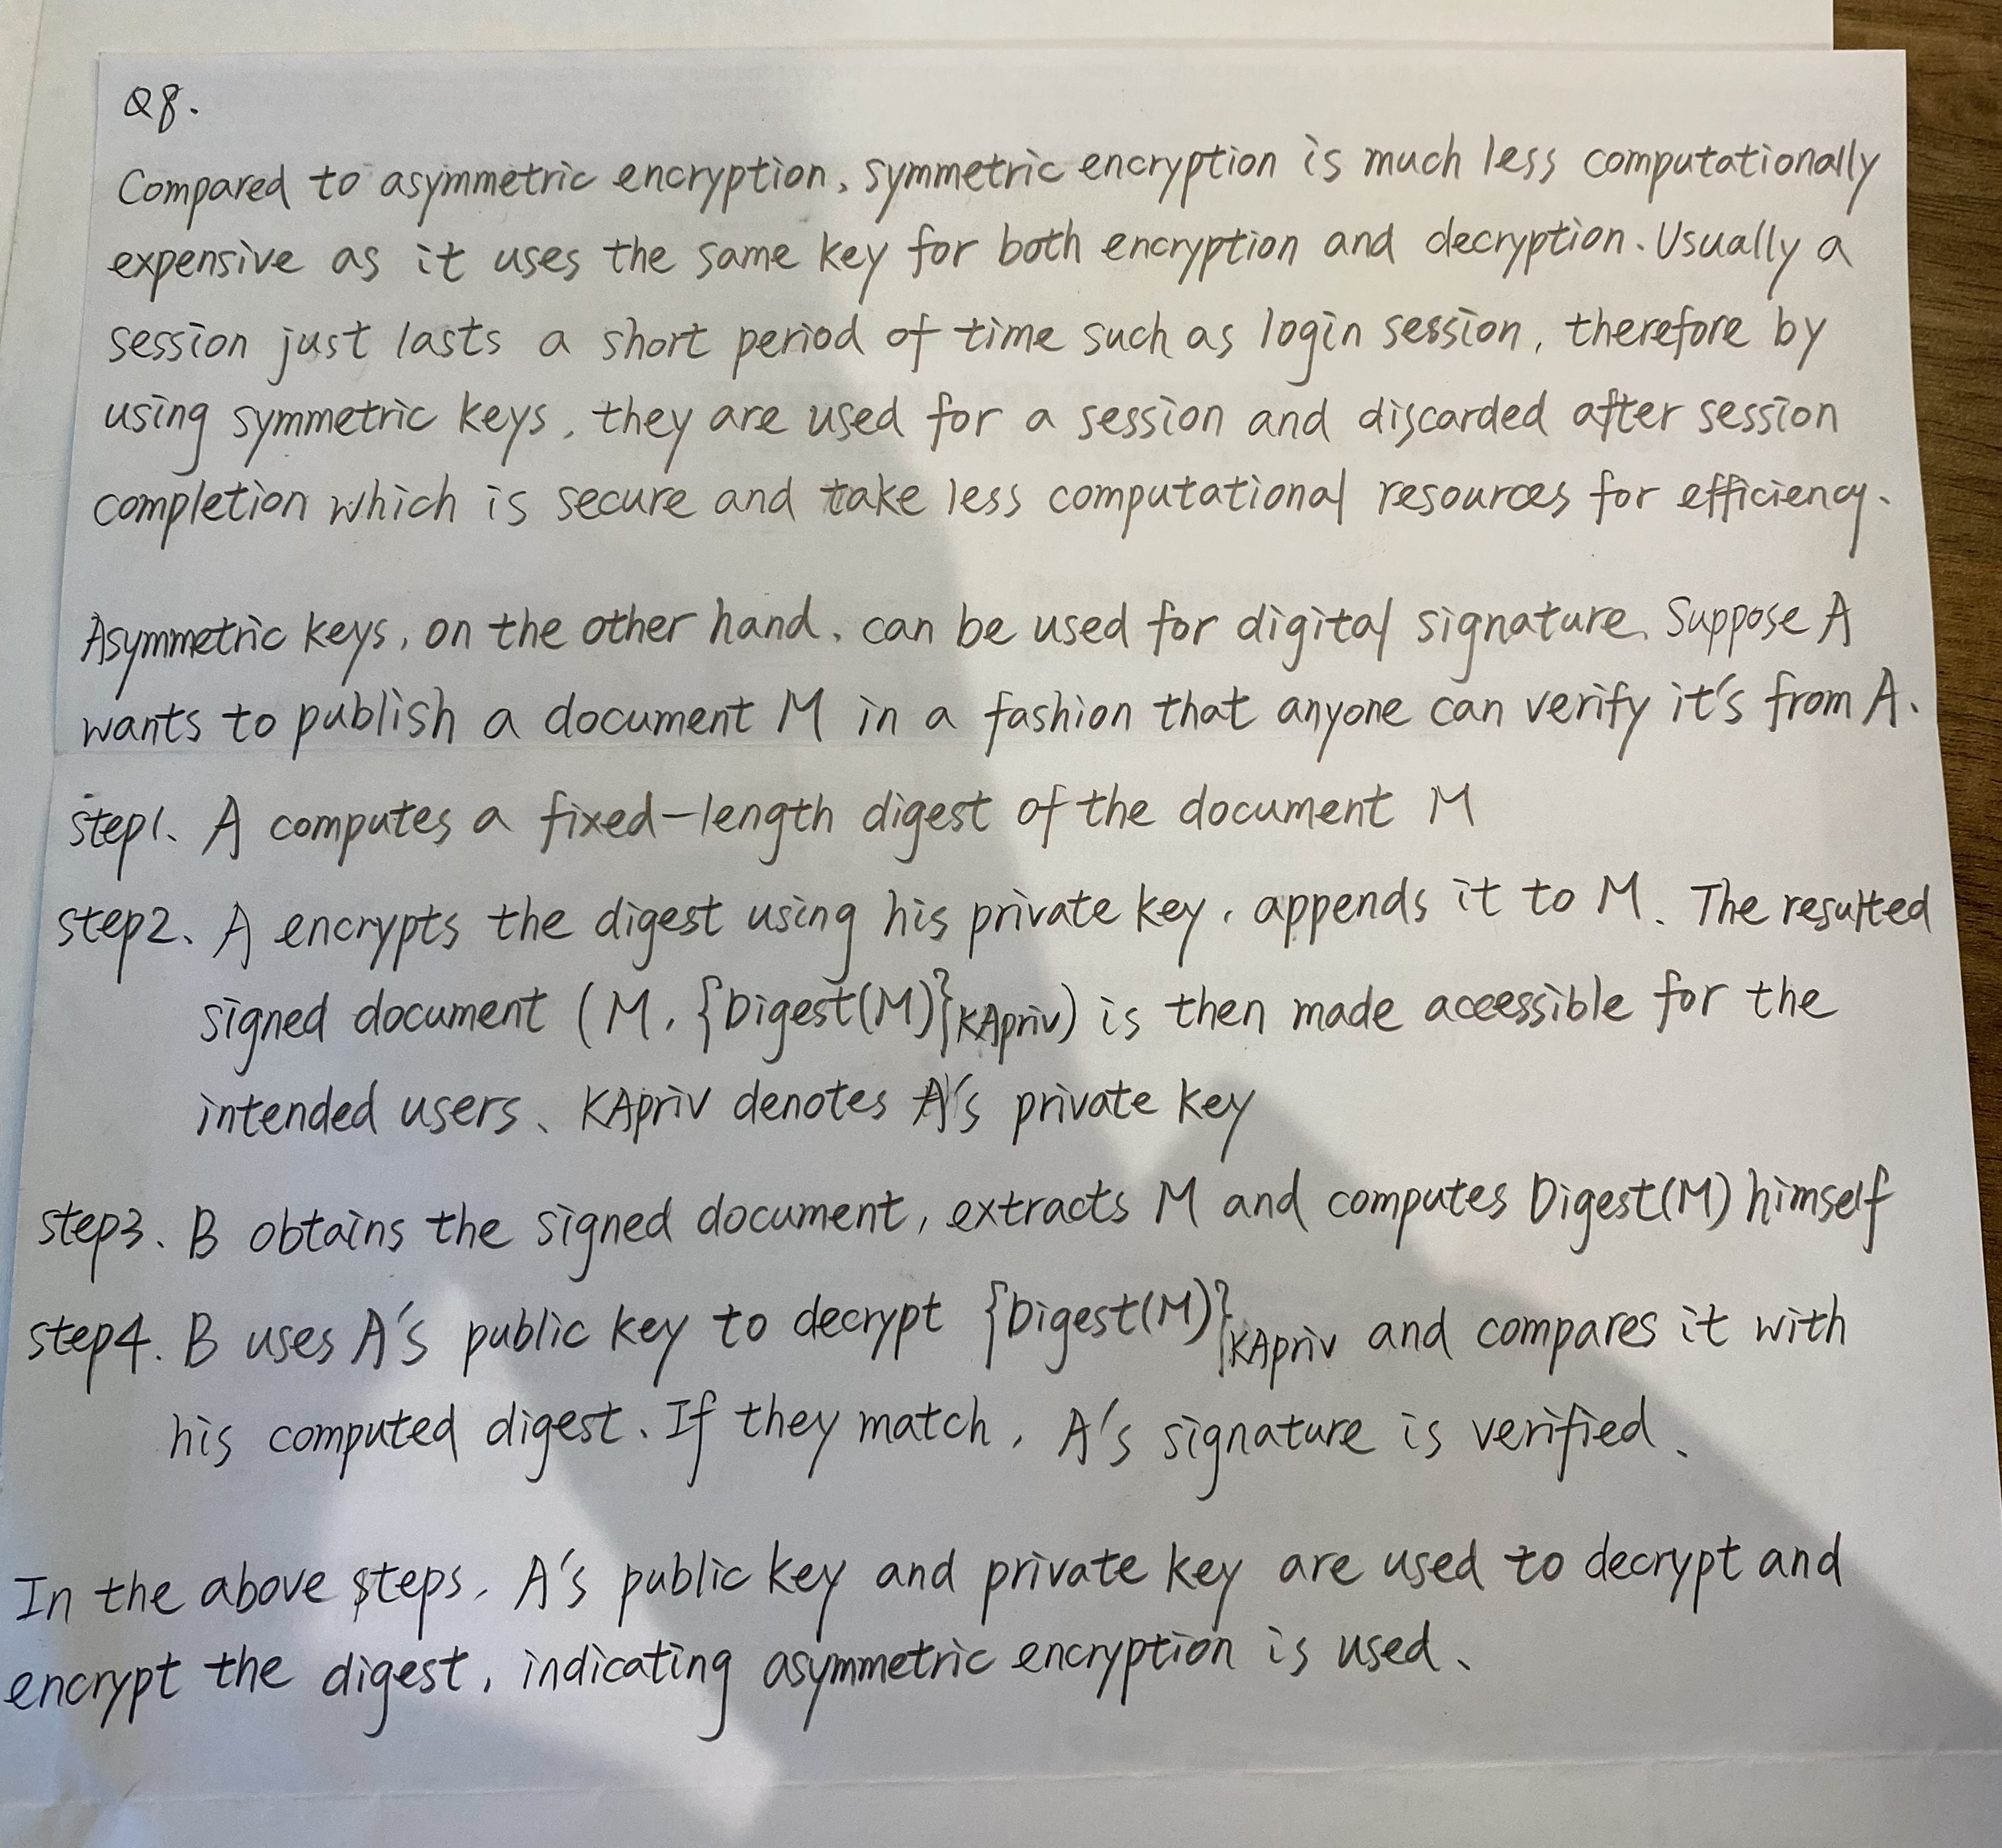 Q8.
Compared to asymmetric encryption, symmetric encryption is much less computationally
expensive as it uses the same key for both encryption and decryption. Usually a
session just lasts a short period of time such as login session, therefore by
using symmetric keys, they are used for a session and discarded after session
completion which is secure and take less computational resources for efficiency.
Asymmetric keys, on the other hand, can be used for digital signature. Suppose A
wants to publish a document M in a fashion that anyone can verify it's from A.
step1. A computes a fixed-length digest of the document M
step2. A encrypts the digest using his private key, appends it to M. The resulted
signed document (M, {Digest(M)}KApriv) is then made accessible for the
intended users. KApriv denotes A's private key
step3. B obtains the signed document, extracts M and computes Digest(M) himself
step4. B uses A's public key to decrypt {Digest(M)}KApriv and compares it with
his computed digest. If they match, A's signature is verified.
In the above steps, A's public key and private key are used to decrypt and
encrypt the digest, indicating asymmetric encryption is used.